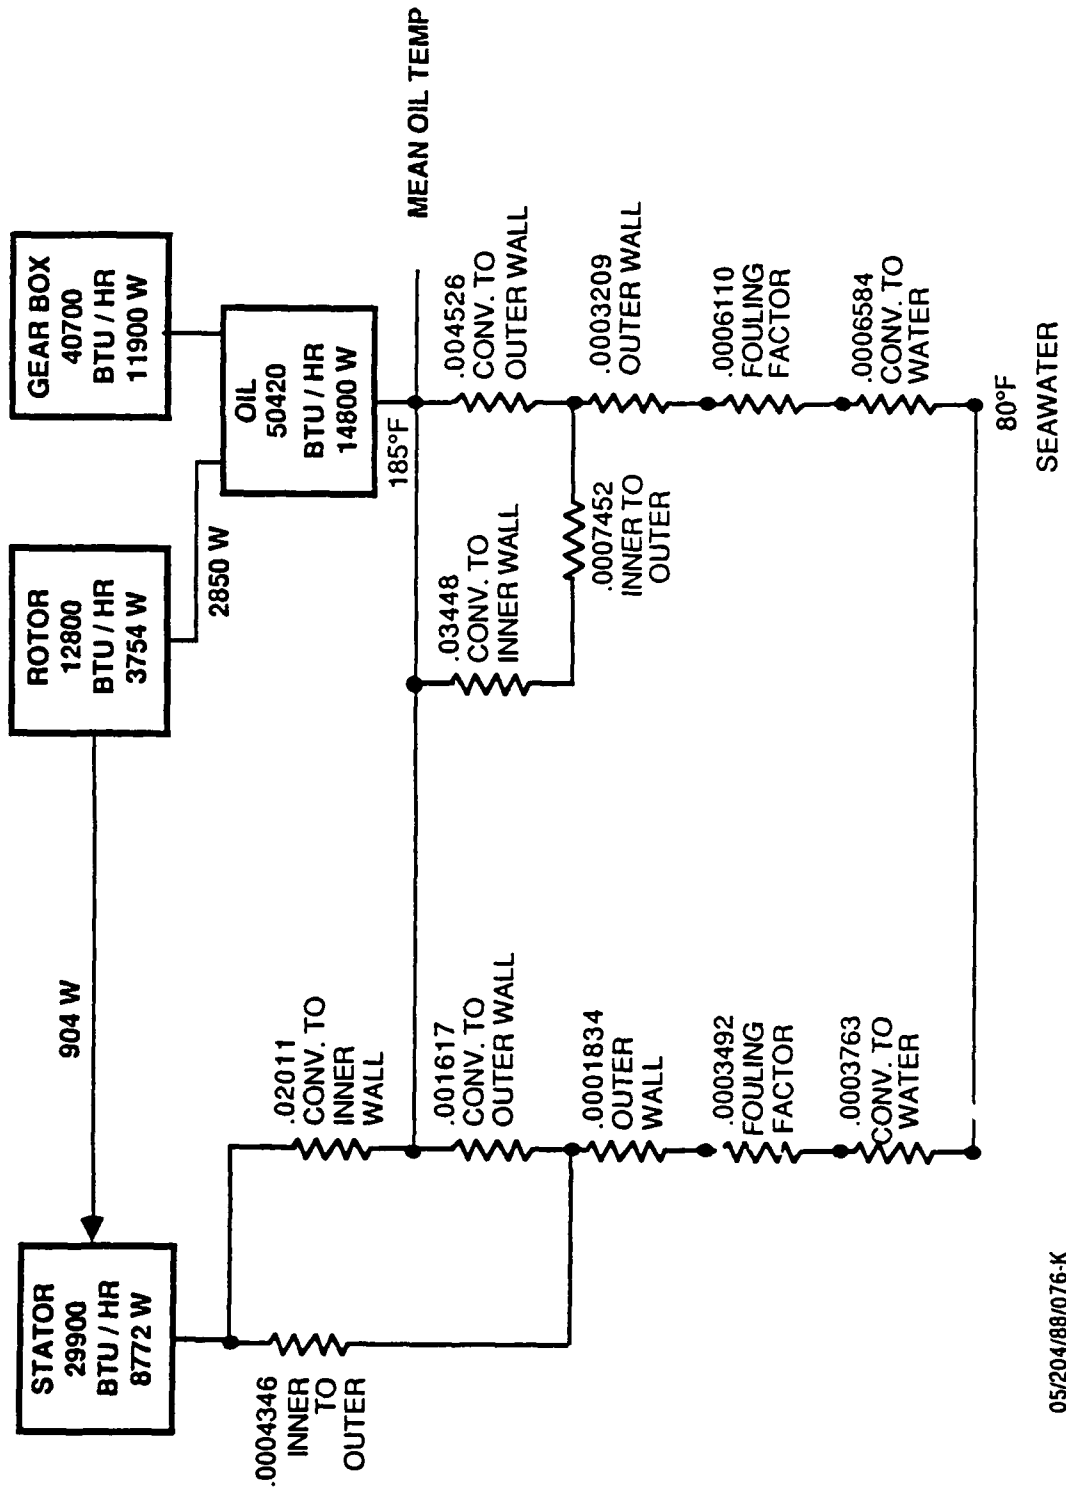 STATOR
29900
BTU / HR
8772 W
904 W
ROTOR
12800
BTU / HR
3754 W
2850 W
GEAR BOX
40700
BTU / HR
11900 W
OIL
50420
BTU / HR
14800 W
185°F
MEAN OIL TEMP
.0004346
INNER
TO
OUTER
.02011
CONV. TO
INNER
WALL
.001617
CONV. TO
OUTER WALL
.0001834
OUTER
WALL
.0003492
FOULING
FACTOR
.0003763
CONV. TO
WATER
.03448
CONV. TO
INNER WALL
.0007452
INNER TO
OUTER
.004526
CONV. TO
OUTER WALL
.0003209
OUTER WALL
.0006110
FOULING
FACTOR
.0006584
CONV. TO
WATER
80°F
SEAWATER
05/204/88/076-K